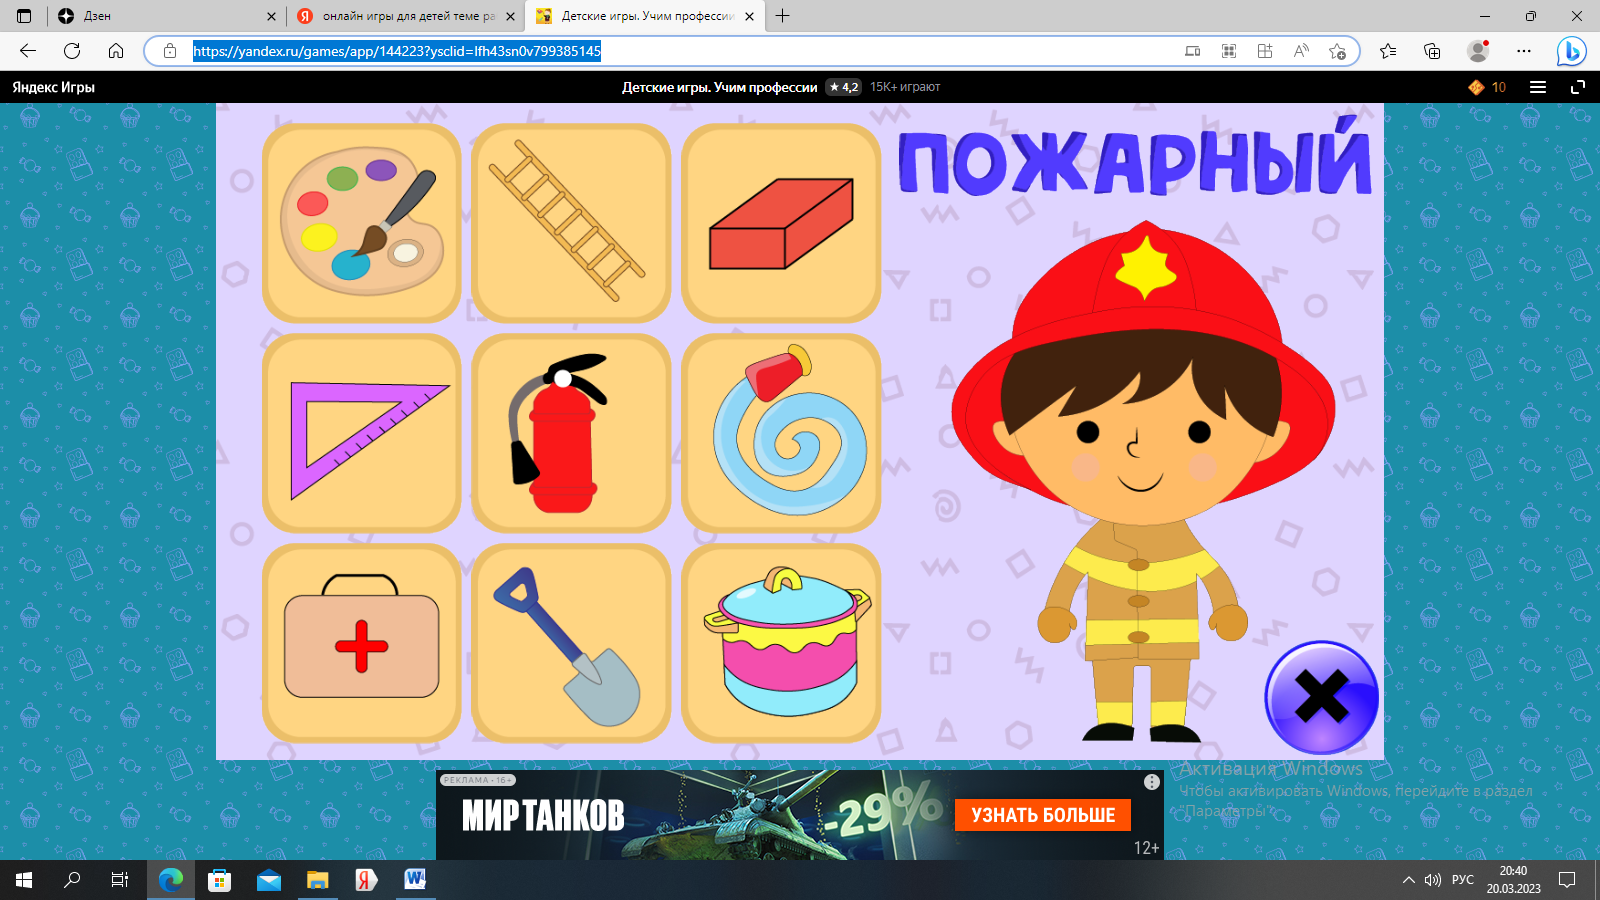 Дзен
онлайн игры для детей теме ра
Детские игры. Учим профессии
https://yandex.ru/games/app/144223?ysclid=lfh43sn0v799385145
Яндекс Игры
Детские игры. Учим профессии
★ 4,2
15K+ играют
10
ПОЖАРНЫЙ
РЕКЛАМА • 16+
МИР ТАНКОВ
-29%
УЗНАТЬ БОЛЬШЕ
12+
Активация Windows
Чтобы активировать Windows, перейдите в раздел
"Параметры".
РУС
20:40
20.03.2023